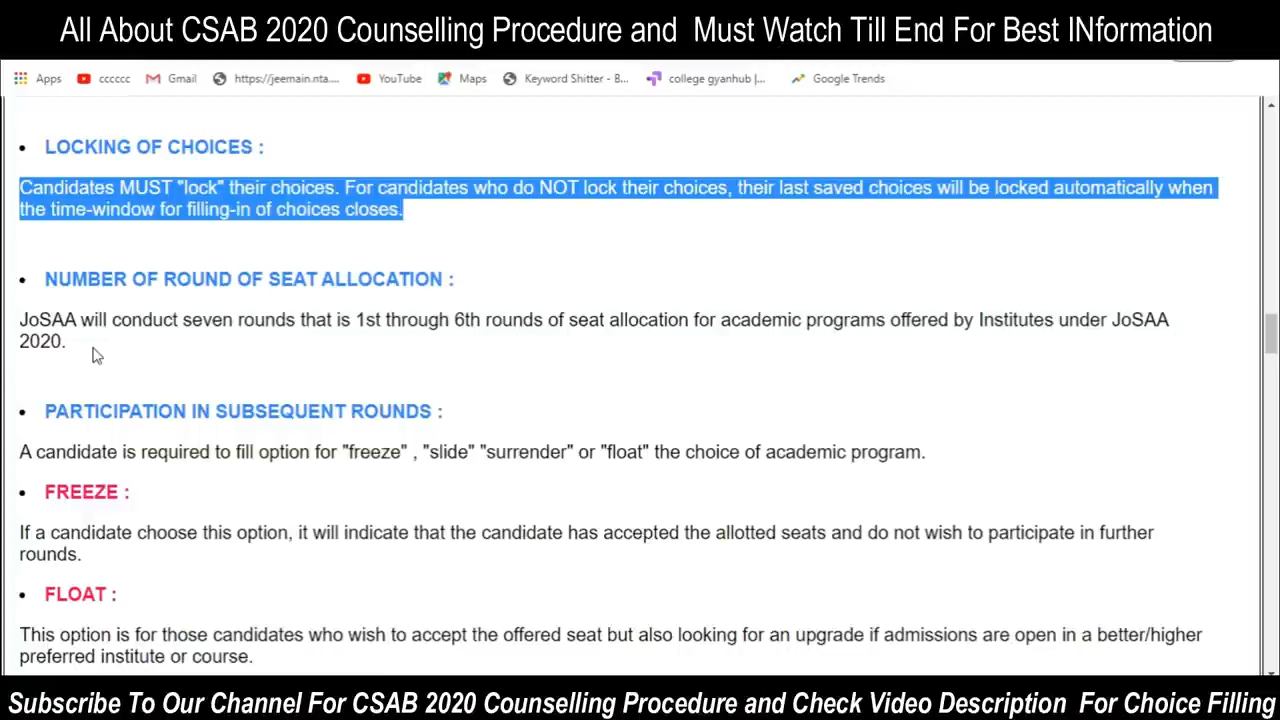 All About CSAB 2020 Counselling Procedure and Must Watch Till End For Best INformation
Apps cccccc Gmail https://jeemain.nta.... YouTube Maps Keyword Shitter - B... college gyanhub |... Google Trends
• LOCKING OF CHOICES :
Candidates MUST "lock" their choices. For candidates who do NOT lock their choices, their last saved choices will be locked automatically when
the time-window for filling-in of choices closes.
• NUMBER OF ROUND OF SEAT ALLOCATION :
JoSAA will conduct seven rounds that is 1st through 6th rounds of seat allocation for academic programs offered by Institutes under JoSAA
2020.
• PARTICIPATION IN SUBSEQUENT ROUNDS :
A candidate is required to fill option for "freeze" , "slide" "surrender" or "float" the choice of academic program.
• FREEZE :
If a candidate choose this option, it will indicate that the candidate has accepted the allotted seats and do not wish to participate in further
rounds.
• FLOAT :
This option is for those candidates who wish to accept the offered seat but also looking for an upgrade if admissions are open in a better/higher
preferred institute or course.
Subscribe To Our Channel For CSAB 2020 Counselling Procedure and Check Video Description For Choice Filling